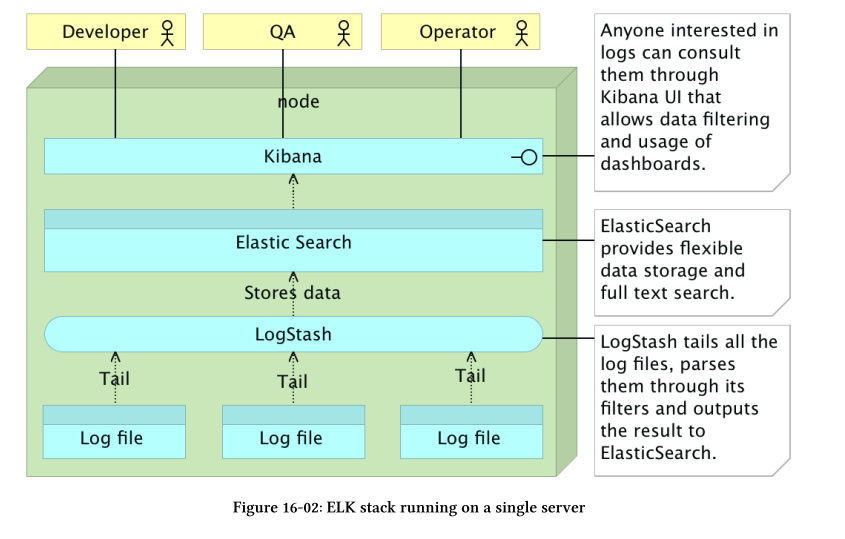 Developer
QA
Operator
Anyone interested in
logs can consult
them through
Kibana UI that
allows data filtering
and usage of
dashboards.
node
Kibana
Elastic Search
ElasticSearch
provides flexible
data storage and
full text search.
Stores data
LogStash
LogStash tails all the
log files, parses
them through its
filters and outputs
the result to
ElasticSearch.
Tail
Tail
Tail
Log file
Log file
Log file
Figure 16-02: ELK stack running on a single server